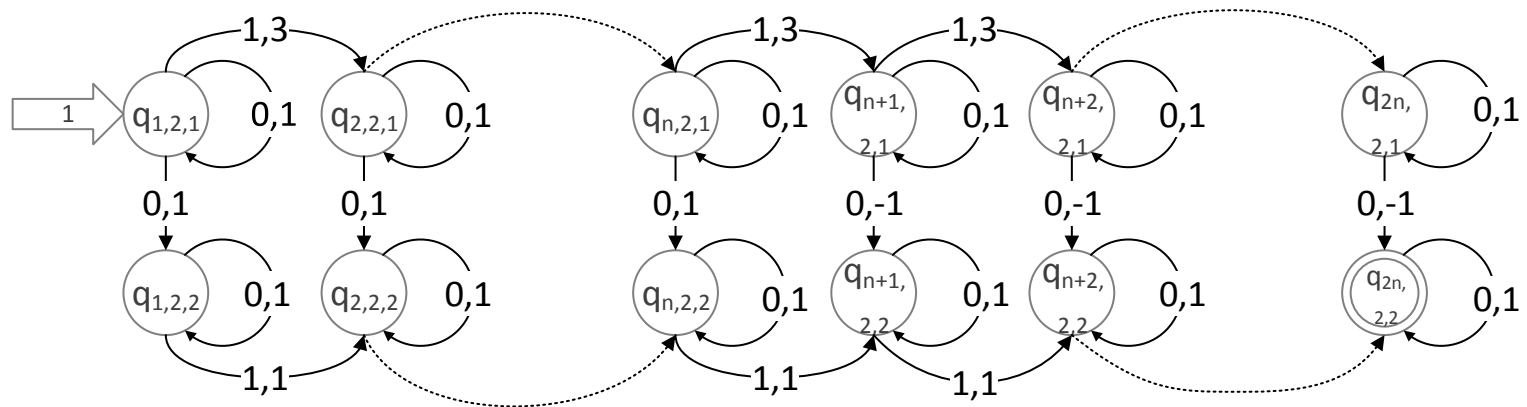 1,3 1,3 1,3
1 q1,2,1 0,1 q2,2,1 0,1 qn,2,1 0,1 qn+1, 2,1 0,1 qn+2, 2,1 0,1 q2n, 2,1 0,1
0,1 0,1 0,1 0,-1 0,-1 0,-1
q1,2,2 0,1 q2,2,2 0,1 qn,2,2 0,1 qn+1, 2,2 0,1 qn+2, 2,2 0,1 q2n, 2,2 0,1
1,1 1,1 1,1